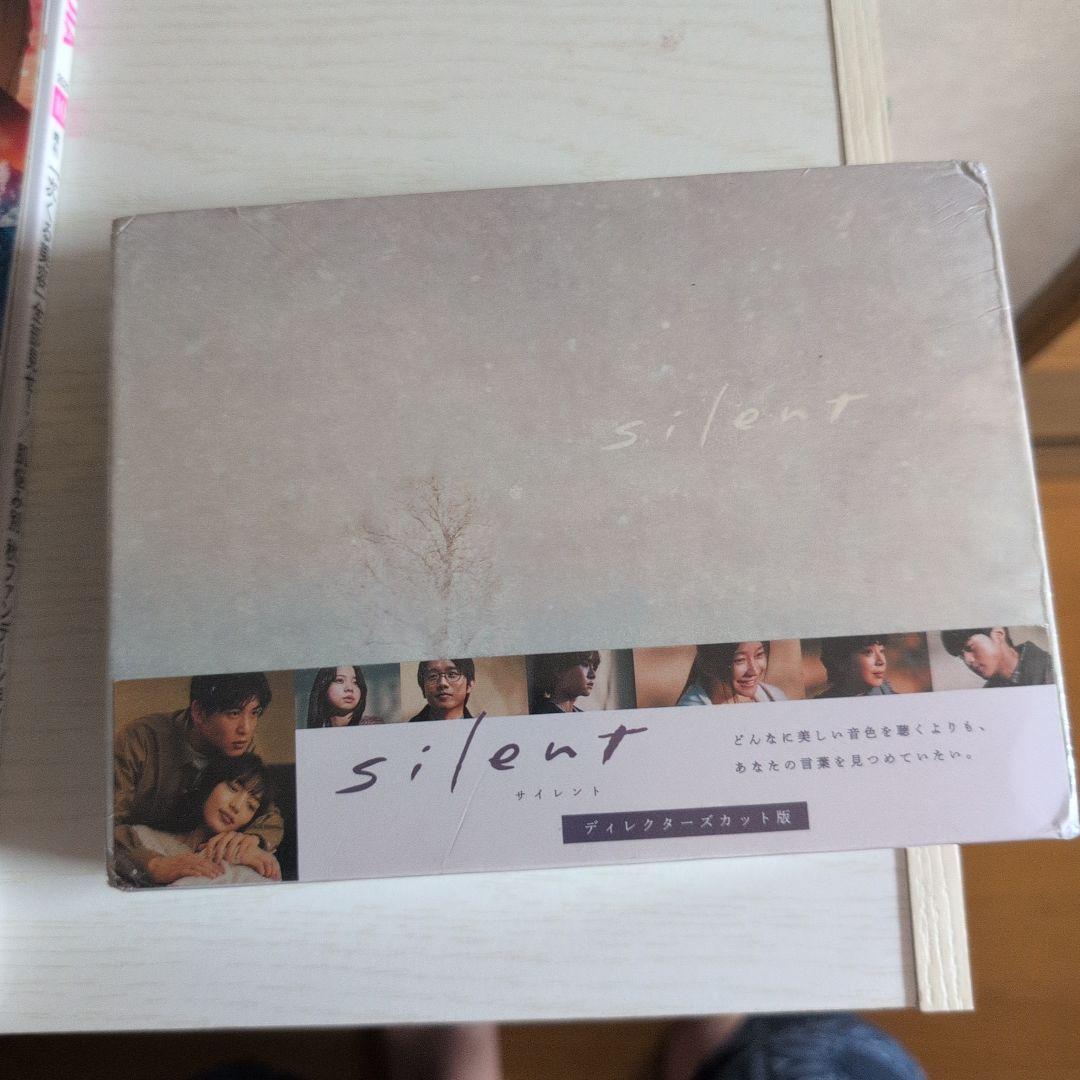 silent
silent
サイレント
どんなに美しい音色を聴くよりも、
あなたの言葉を見つめていたい。
ディレクターズカット版